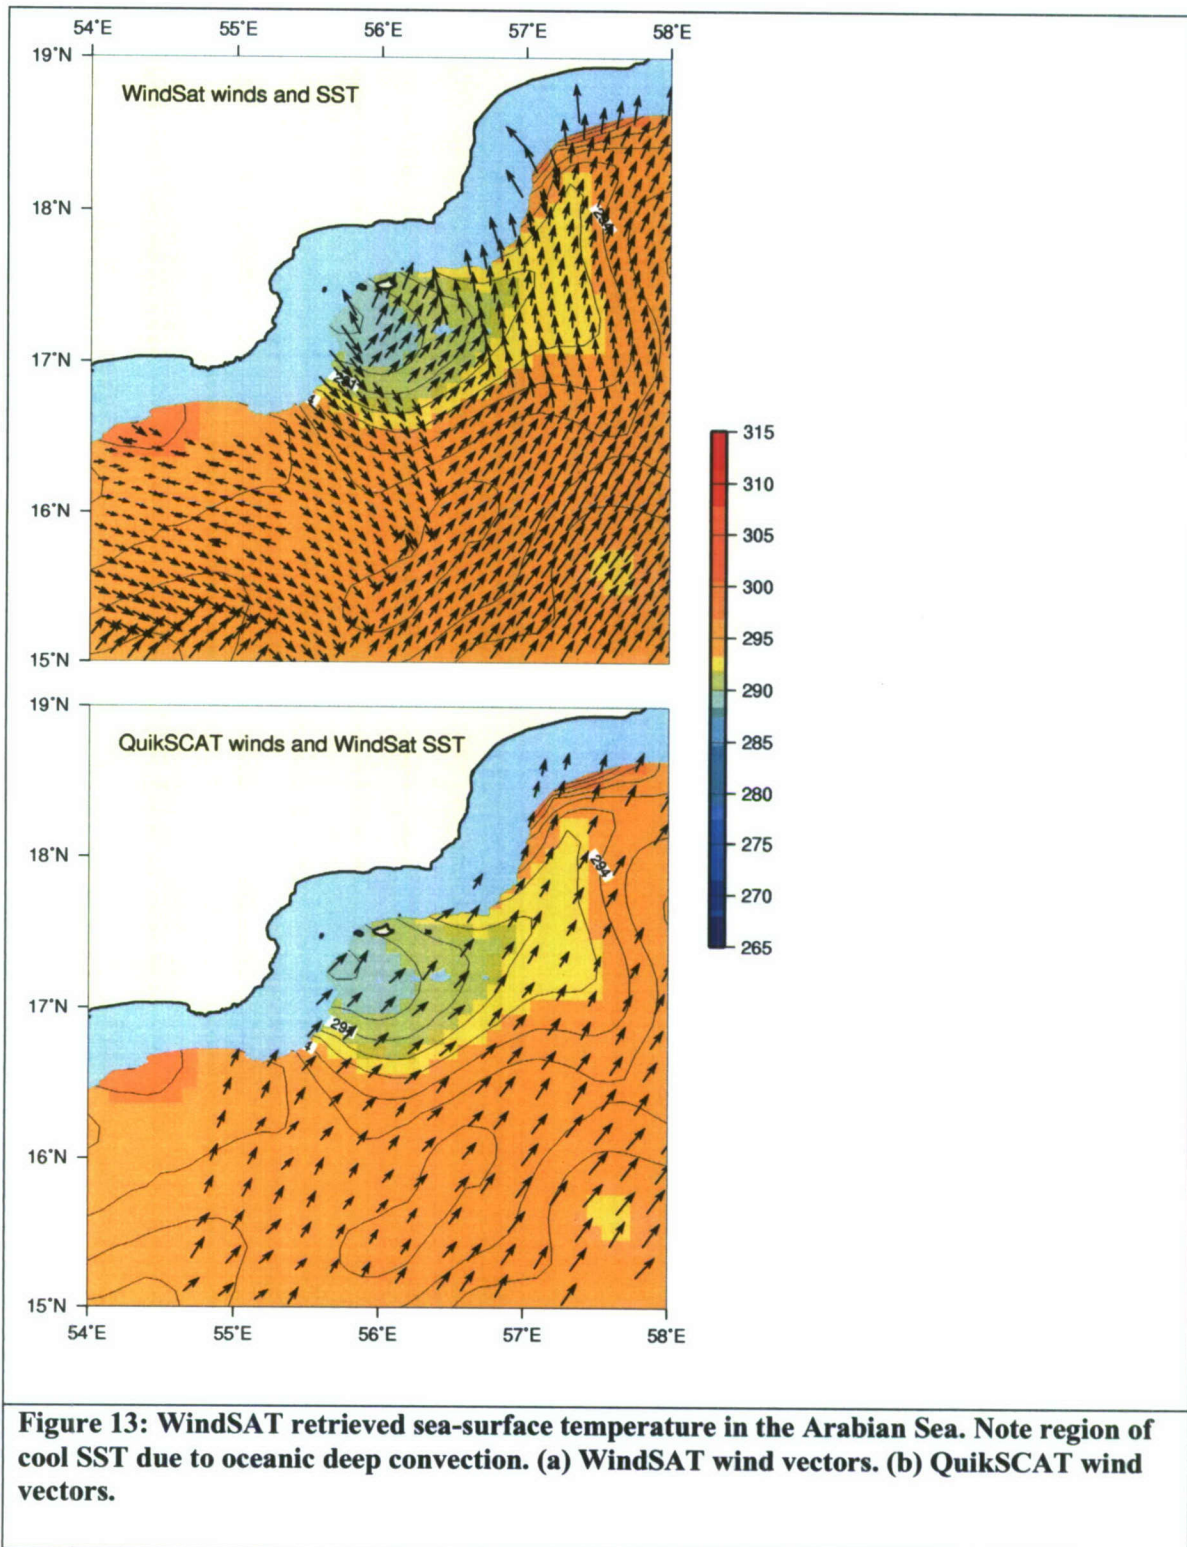 54°E 55°E 56°E 57°E 58°E
19°N
WindSat winds and SST
18°N
17°N
16°N
15°N
315
310
305
300
295
290
285
280
275
270
265
19°N
QuikSCAT winds and WindSat SST
294
18°N
17°N
16°N
15°N
54°E 55°E 56°E 57°E 58°E
Figure 13: WindSAT retrieved sea-surface temperature in the Arabian Sea. Note region of
cool SST due to oceanic deep convection. (a) WindSAT wind vectors. (b) QuikSCAT wind
vectors.